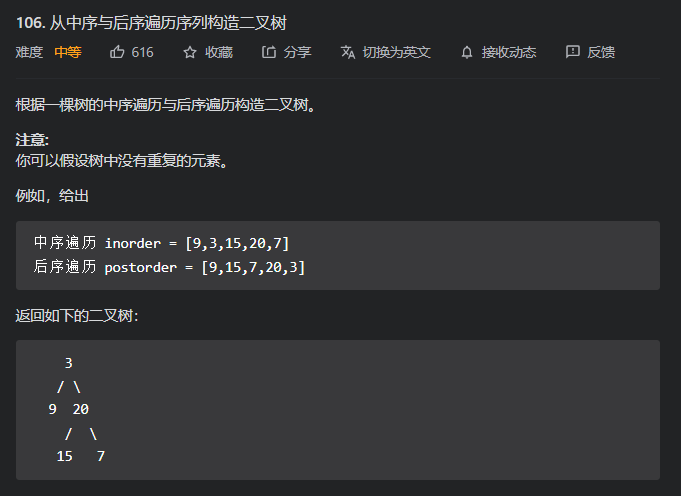 106. 从中序与后序遍历序列构造二叉树
难度 中等 616 收藏 分享 切换为英文 接收动态 反馈
根据一棵树的中序遍历与后序遍历构造二叉树。
注意:
你可以假设树中没有重复的元素。
例如，给出
中序遍历 inorder = [9,3,15,20,7]
后序遍历 postorder = [9,15,7,20,3]
返回如下的二叉树：
3
/ \
9 20
/ \
15 7